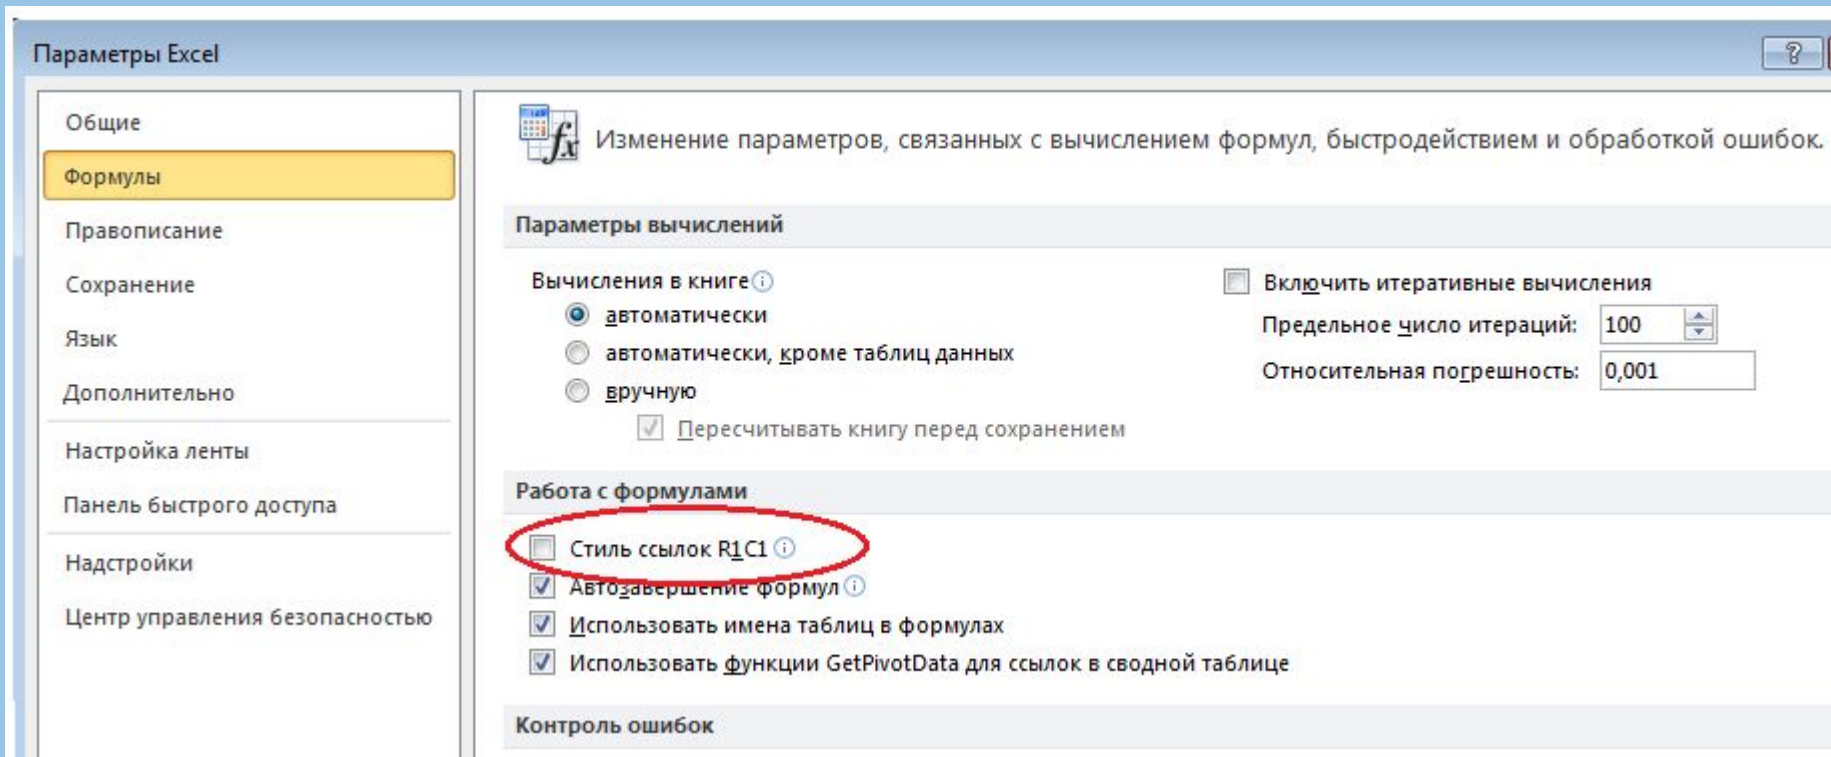 Параметры Excel
Общие
Формулы
Правописание
Сохранение
Язык
Дополнительно
Настройка ленты
Панель быстрого доступа
Надстройки
Центр управления безопасностью
Изменение параметров, связанных с вычислением формул, быстродействием и обработкой ошибок.
Параметры вычислений
Вычисления в книге
автоматически
автоматически, кроме таблиц данных
вручную
Пересчитывать книгу перед сохранением
Включить итеративные вычисления
Предельное число итераций: 100
Относительная погрешность: 0,001
Работа с формулами
Стиль ссылок R1C1
Автозавершение формул
Использовать имена таблиц в формулах
Использовать функции GetPivotData для ссылок в сводной таблице
Контроль ошибок